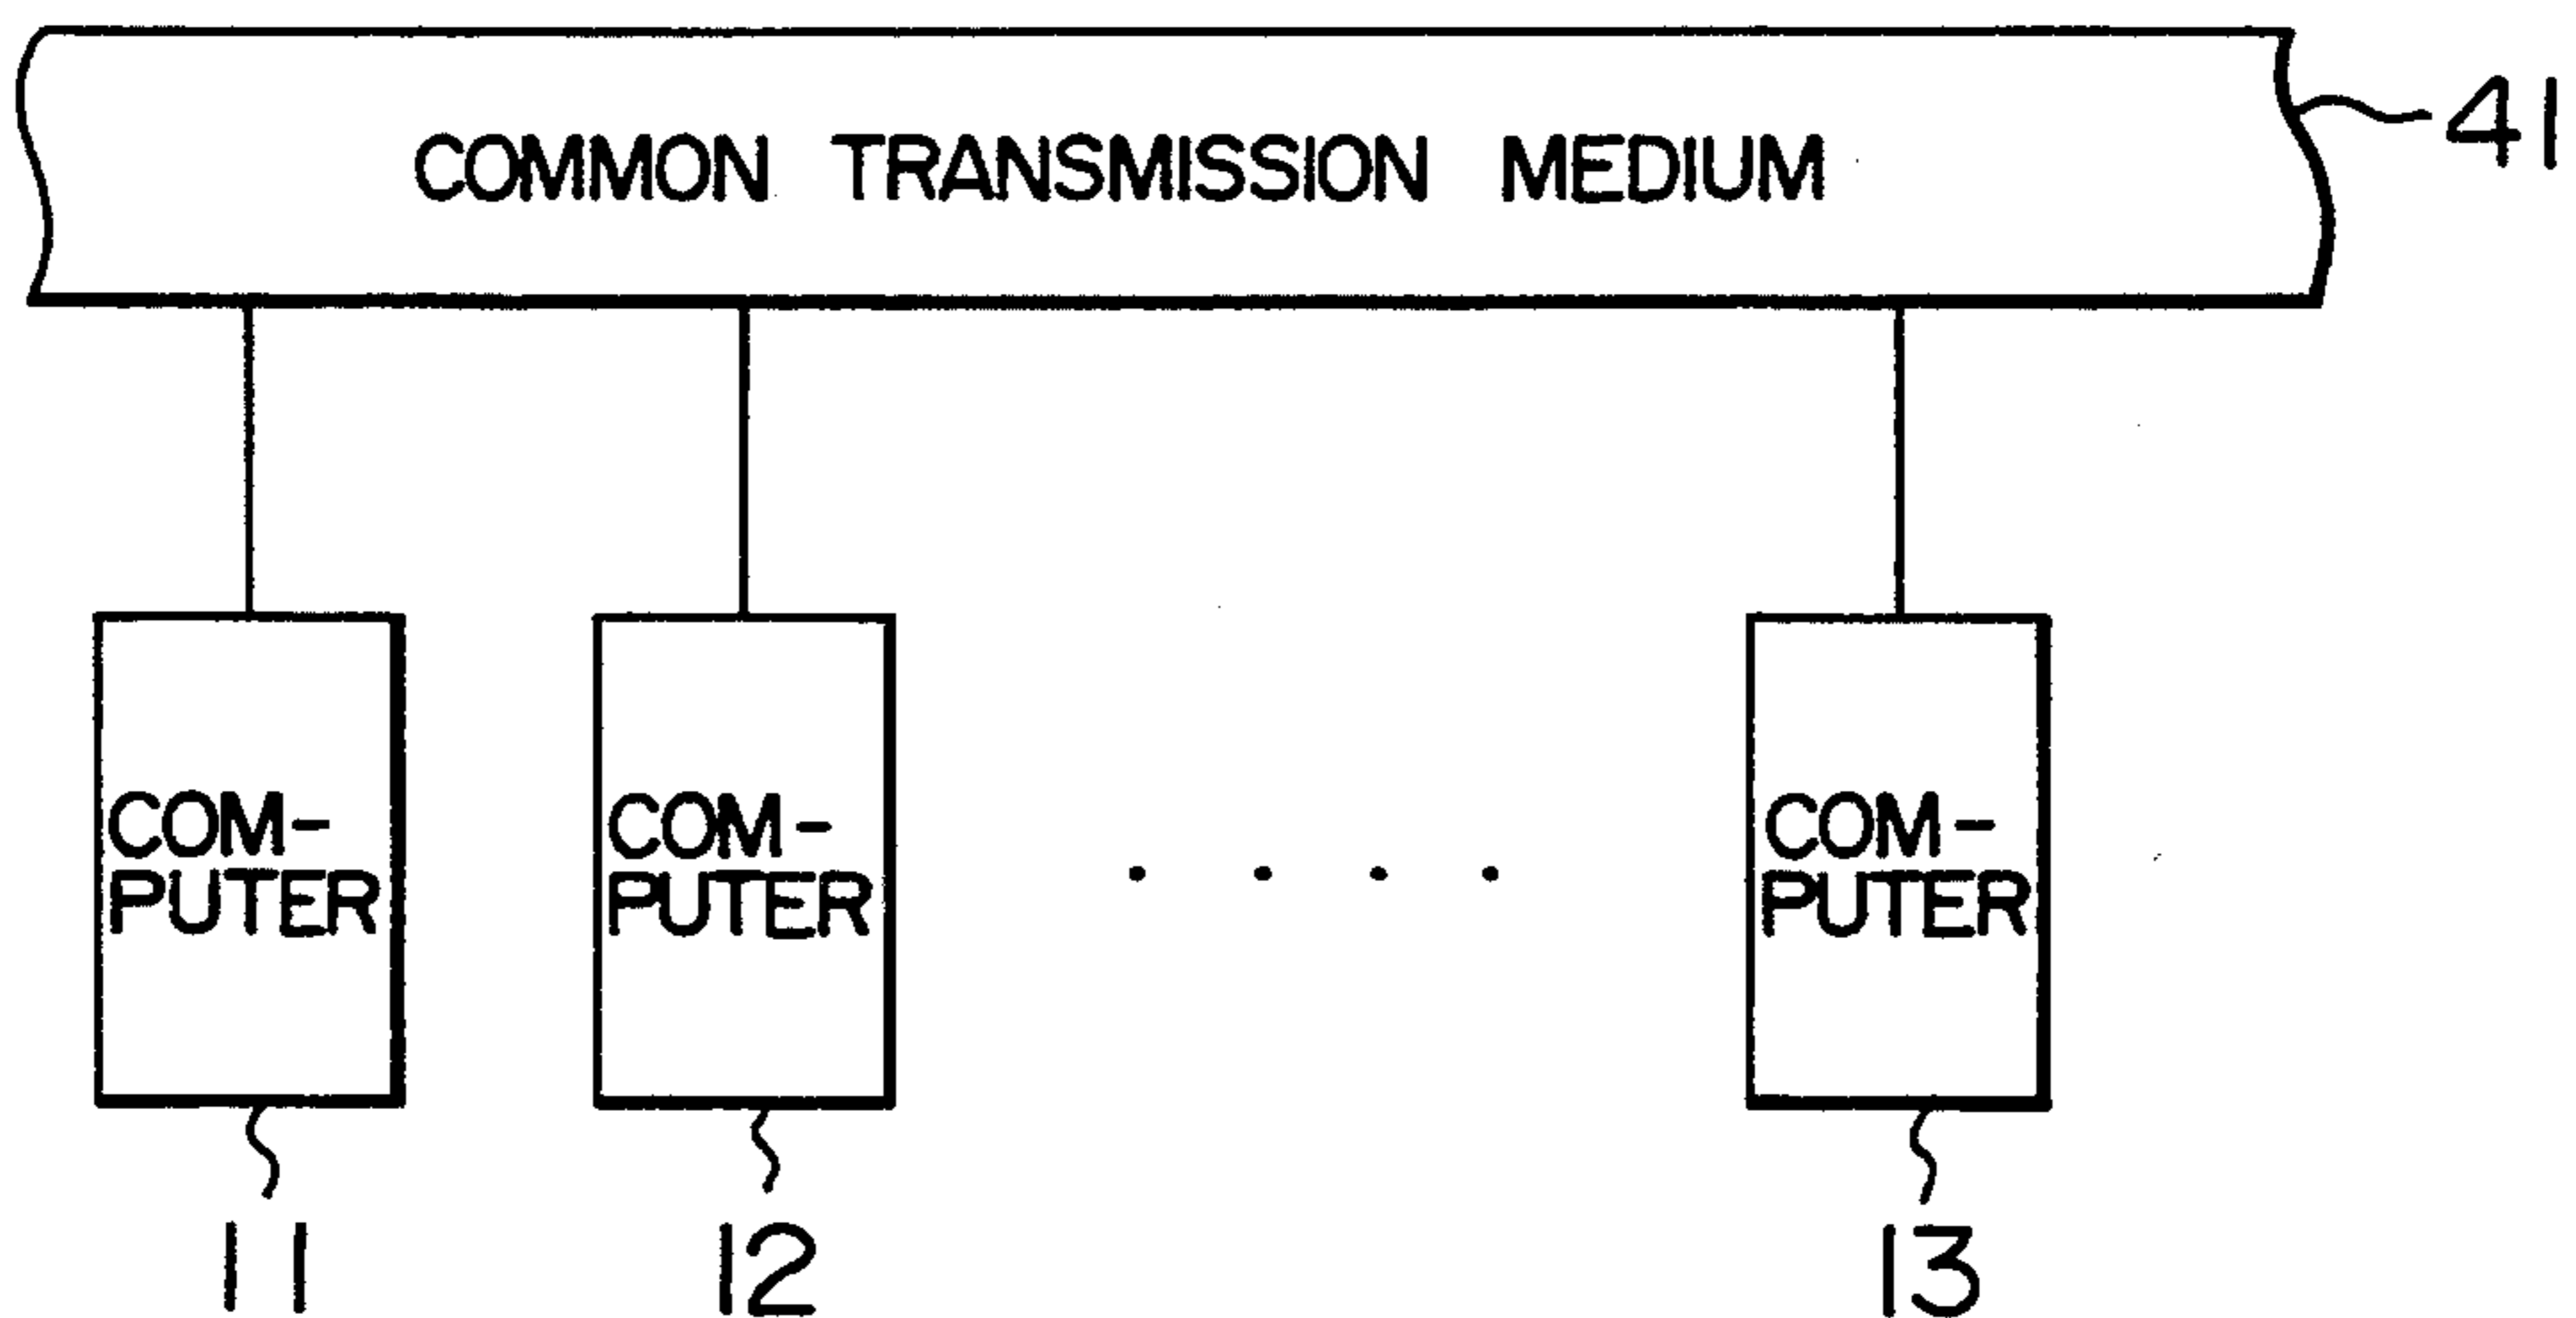 COMMON TRANSMISSION MEDIUM
41
COM-
PUTER
COM-
PUTER
. . . .
COM-
PUTER
11
12
13